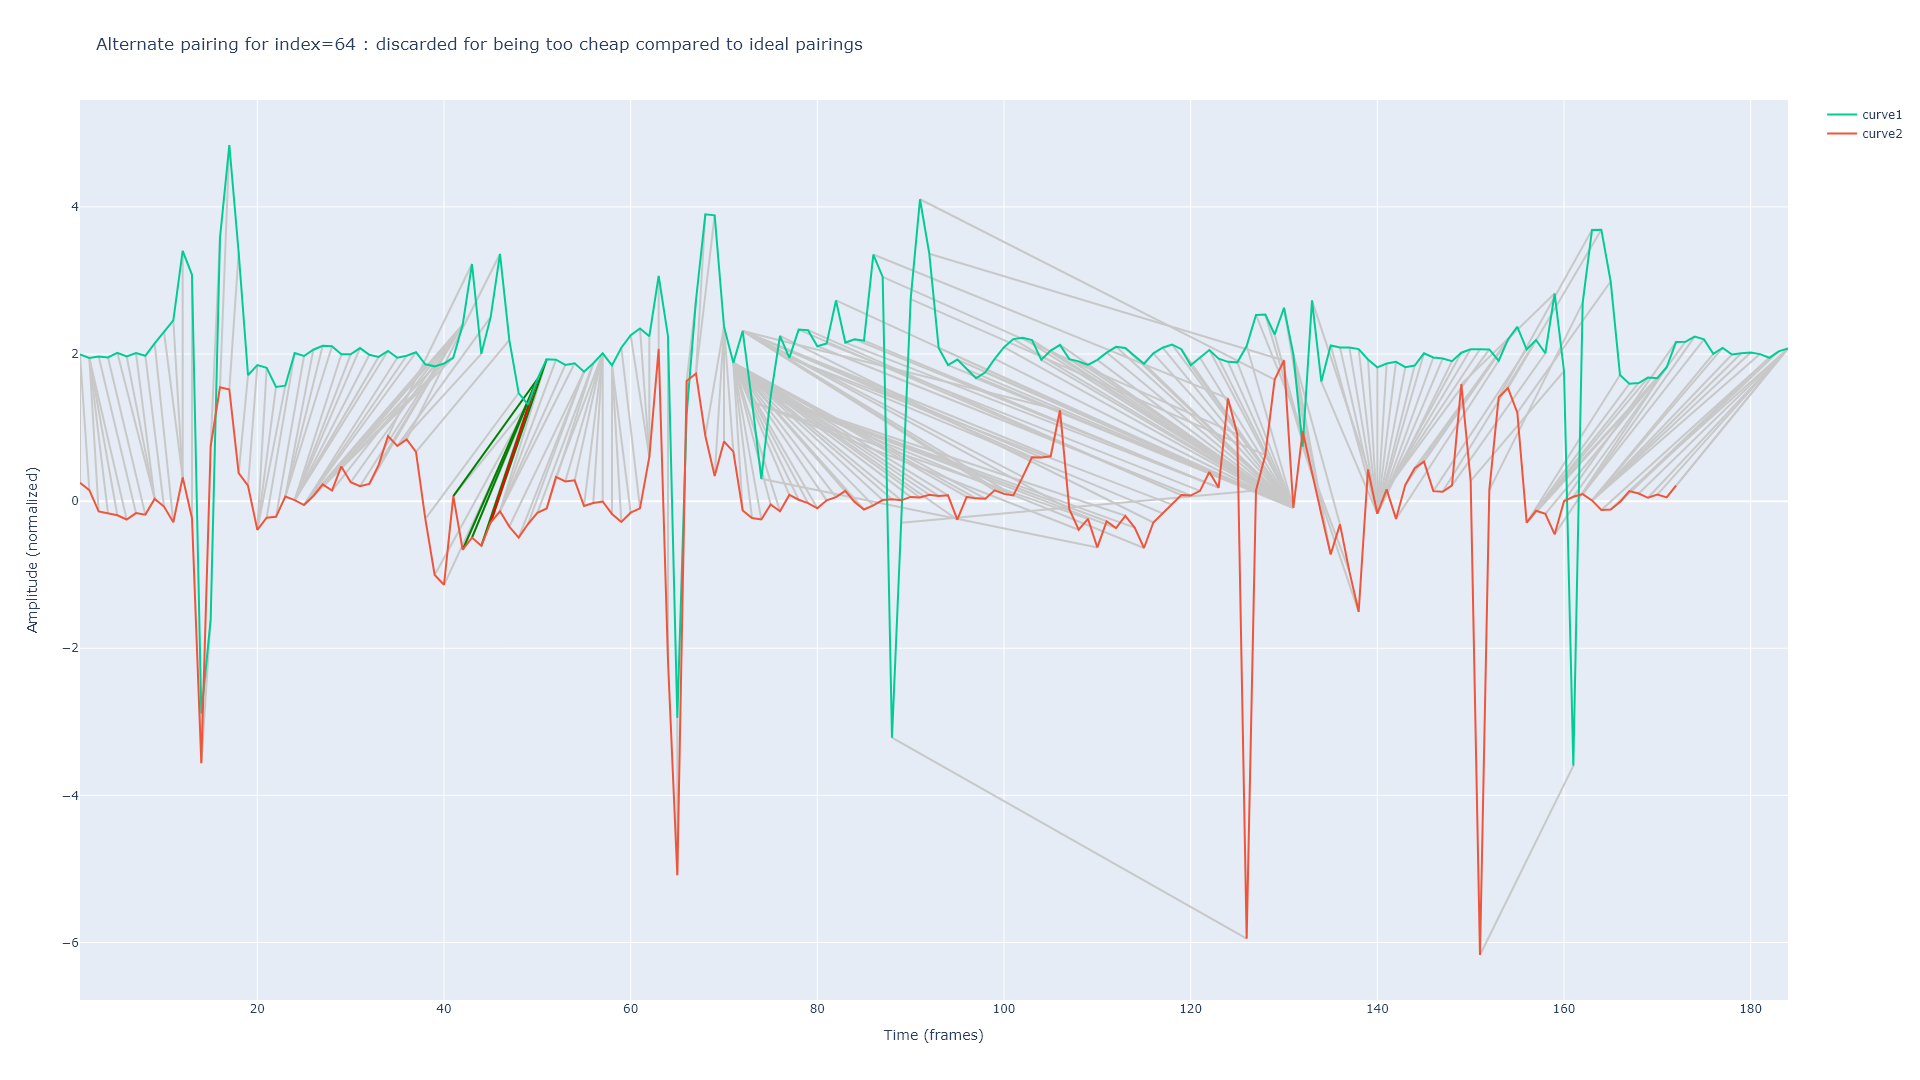 Alternate pairing for index=64 : discarded for being too cheap compared to ideal pairings
curve1
curve2
4
2
0
−2
−4
−6
Amplitude (normalized)
20 40 60 80 100 120 140 160 180
Time (frames)